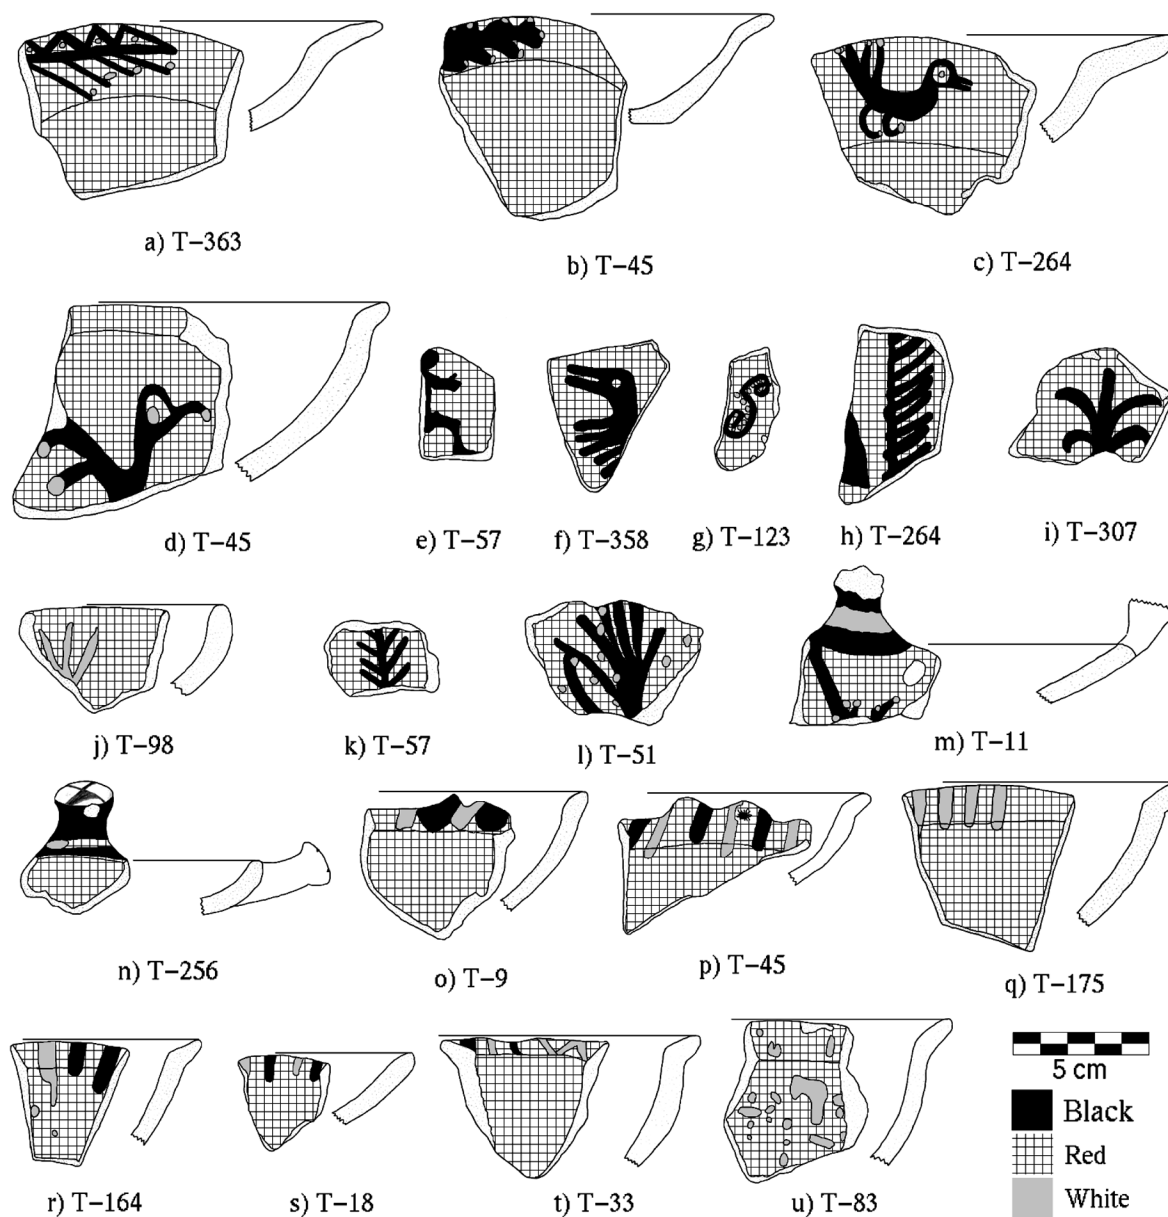 a) T-363
b) T-45
c) T-264
d) T-45
e) T-57
f) T-358
g) T-123
h) T-264
i) T-307
j) T-98
k) T-57
l) T-51
m) T-11
n) T-256
o) T-9
p) T-45
q) T-175
r) T-164
s) T-18
t) T-33
u) T-83
5 cm
Black
Red
White